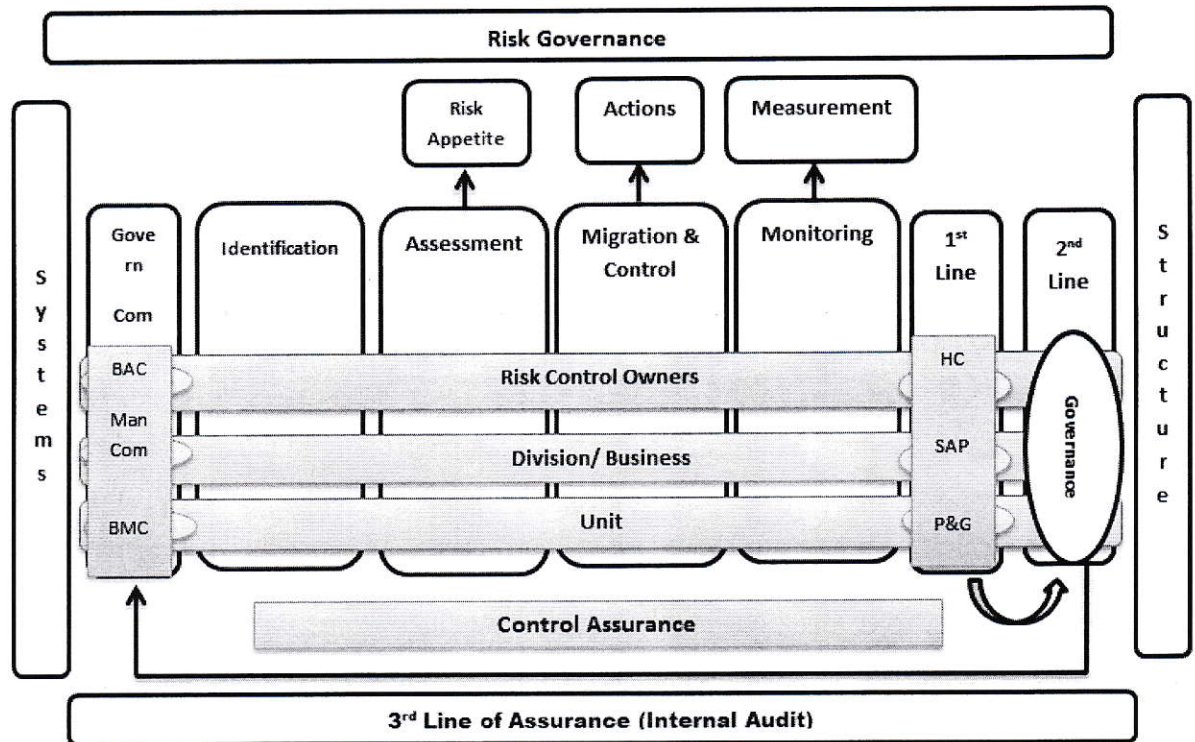 Risk Governance
Risk
Appetite
Actions
Measurement
Systems
Gove
rn
Com
Identification
Assessment
Migration &
Control
Monitoring
1st
Line
2nd
Line
Structure
BAC
Man
Com
BMC
Risk Control Owners
Division/ Business
Unit
HC
SAP
P&G
Governance
Control Assurance
3rd Line of Assurance (Internal Audit)